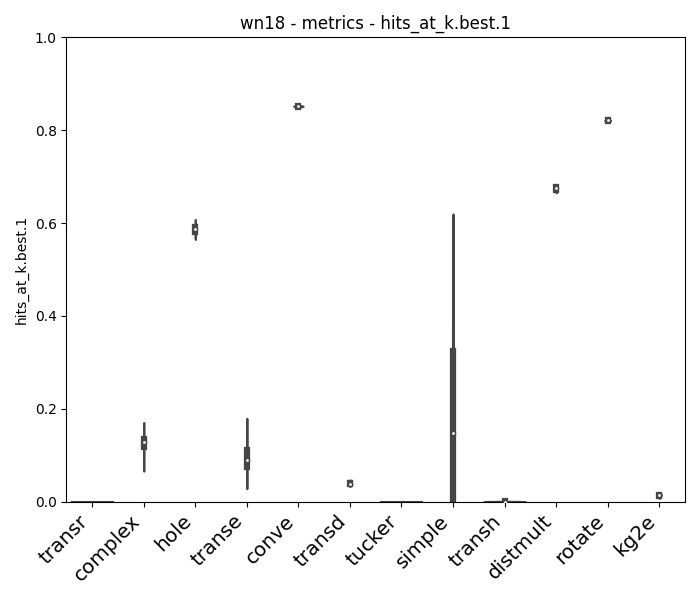 wn18 - metrics - hits_at_k.best.1
hits_at_k.best.1
1.0
0.8
0.6
0.4
0.2
0.0
transr
complex
hole
transe
conve
transd
tucker
simple
transh
distmult
rotate
kg2e